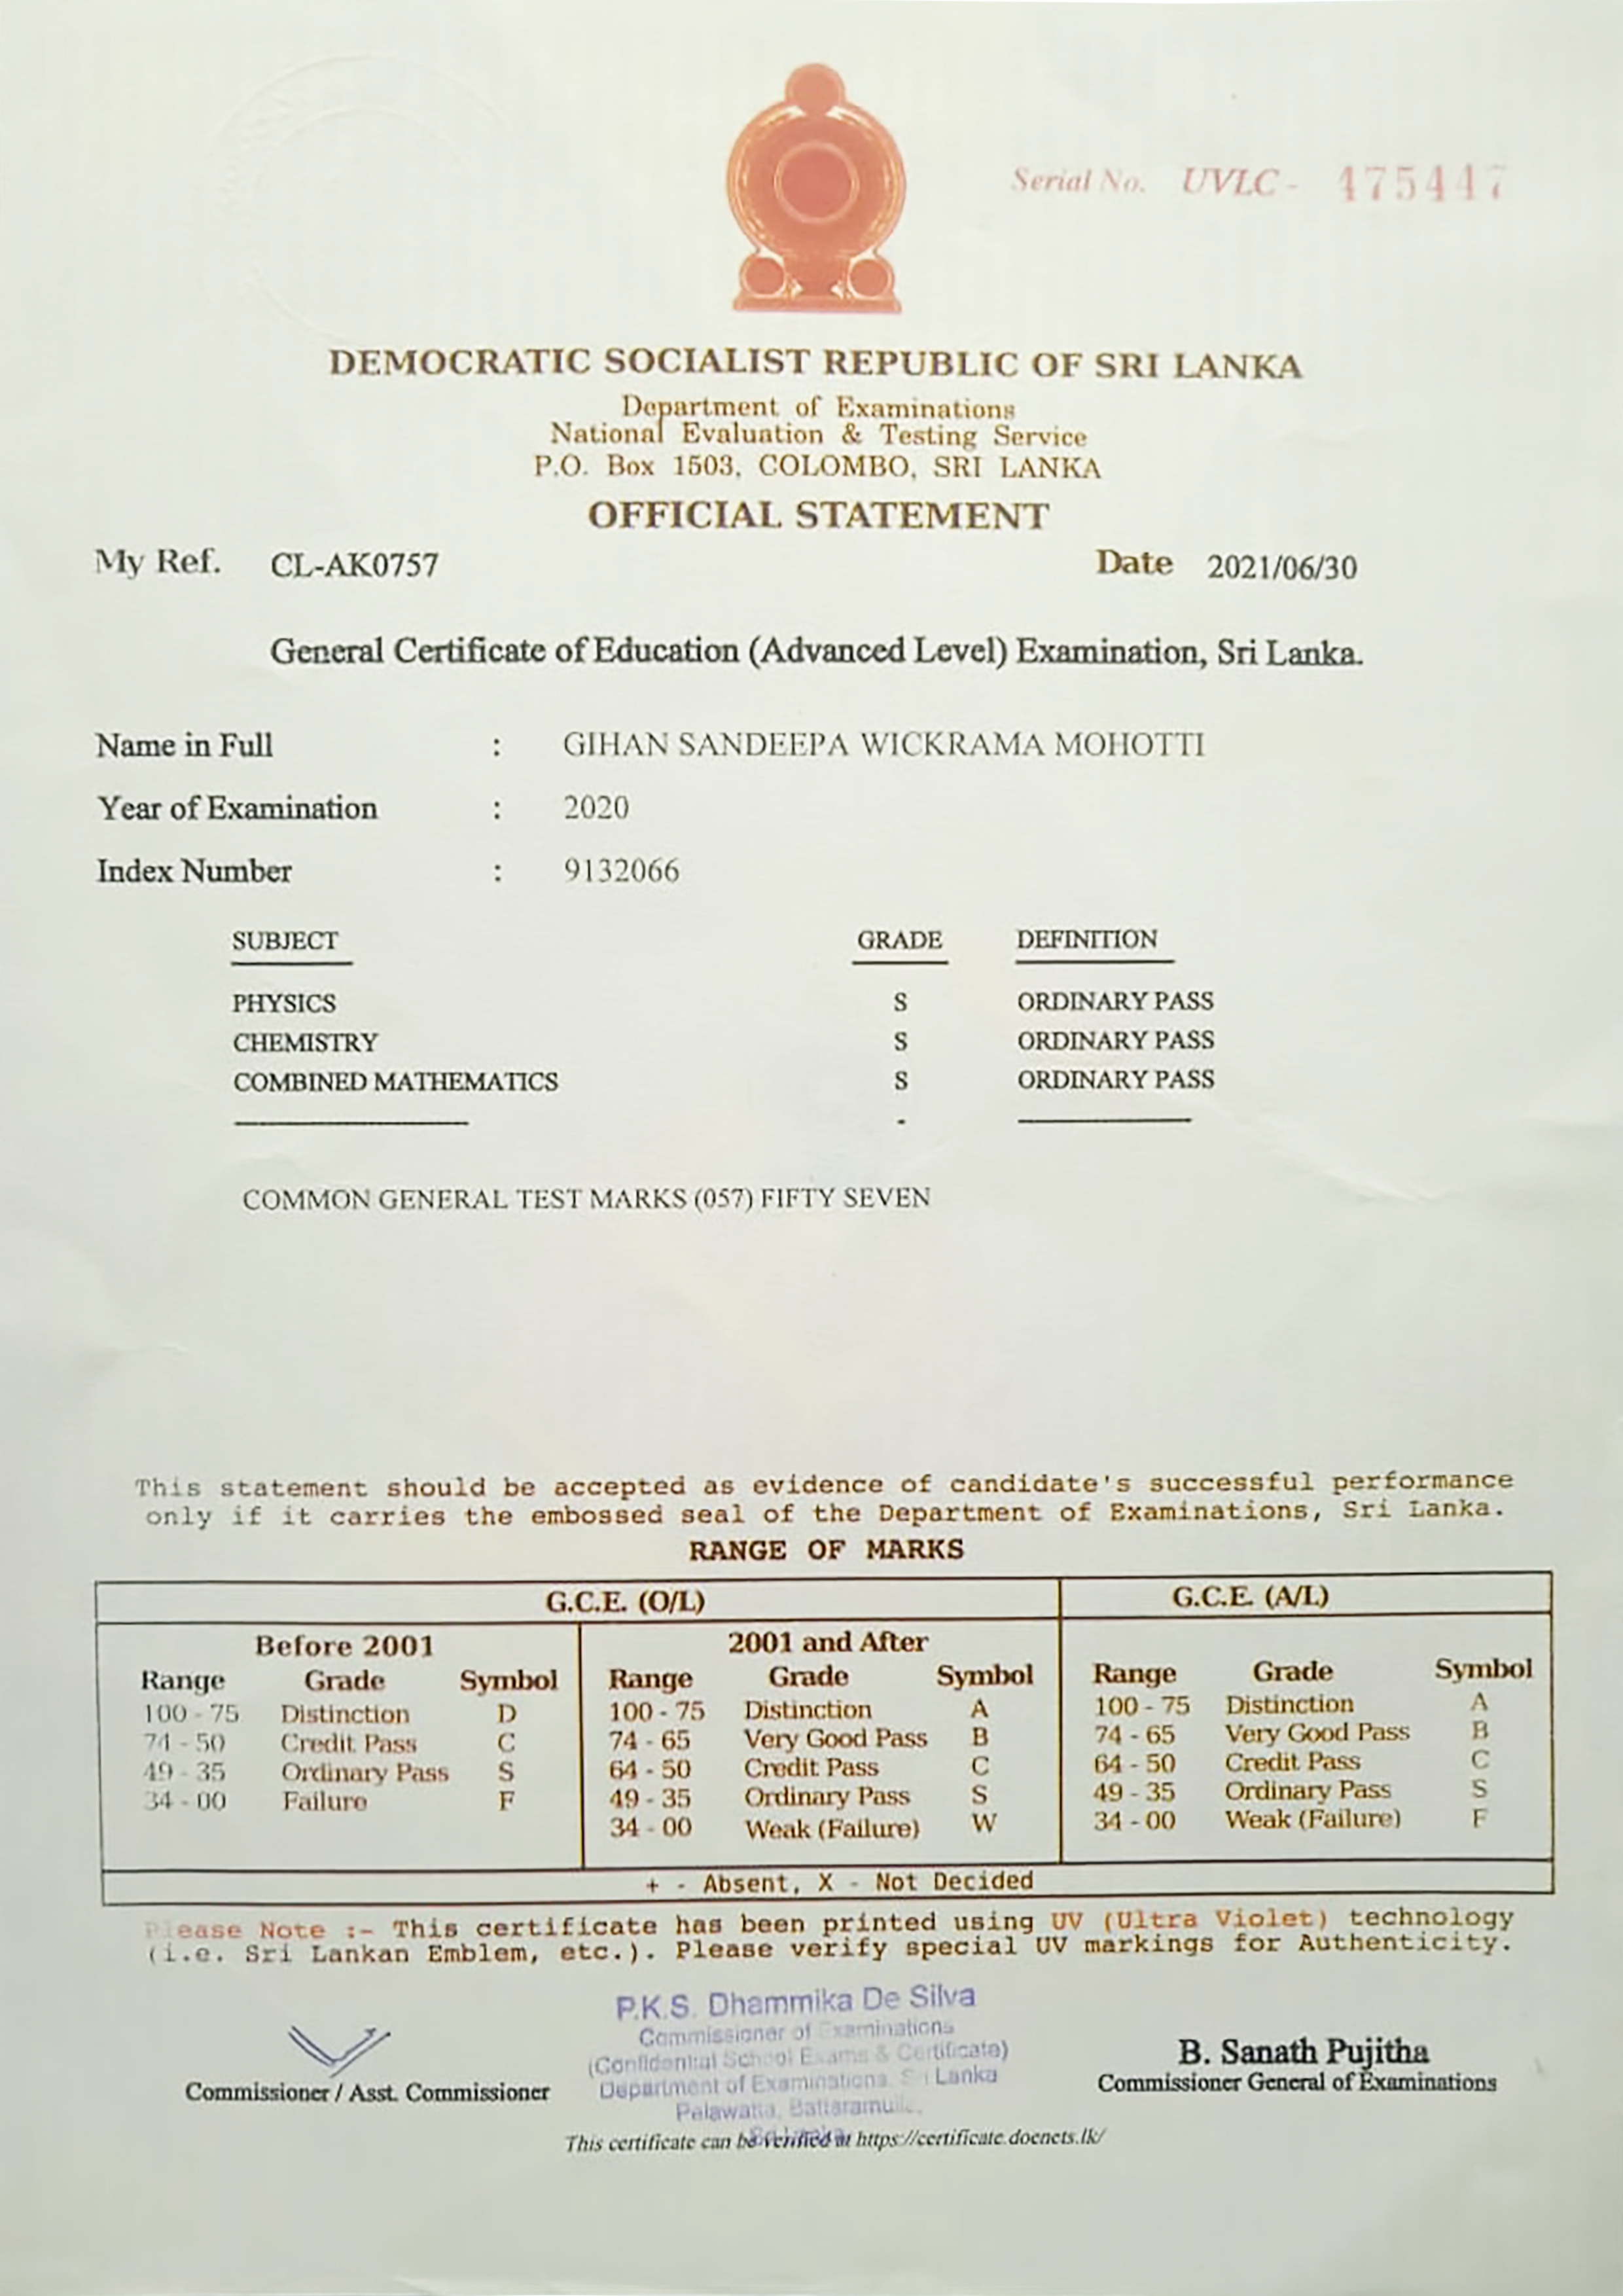 Serial No. UVLC - 475447
DEMOCRATIC SOCIALIST REPUBLIC OF SRI LANKA
Department of Examinations
National Evaluation & Testing Service
P.O. Box 1503, COLOMBO, SRI LANKA
OFFICIAL STATEMENT
My Ref. CL-AK0757 Date 2021/06/30
General Certificate of Education (Advanced Level) Examination, Sri Lanka.
Name in Full : GIHAN SANDEEPA WICKRAMA MOHOTTI
Year of Examination : 2020
Index Number : 9132066
SUBJECT GRADE DEFINITION
PHYSICS S ORDINARY PASS
CHEMISTRY S ORDINARY PASS
COMBINED MATHEMATICS S ORDINARY PASS
-
COMMON GENERAL TEST MARKS (057) FIFTY SEVEN
This statement should be accepted as evidence of candidate's successful performance
only if it carries the embossed seal of the Department of Examinations, Sri Lanka.
RANGE OF MARKS
G.C.E. (O/L) G.C.E. (A/L)
Before 2001 2001 and After
Range Grade Symbol Range Grade Symbol Range Grade Symbol
100 - 75 Distinction D 100 - 75 Distinction A 100 - 75 Distinction A
74 - 50 Credit Pass C 74 - 65 Very Good Pass B 74 - 65 Very Good Pass B
49 - 35 Ordinary Pass S 64 - 50 Credit Pass C 64 - 50 Credit Pass C
34 - 00 Failure F 49 - 35 Ordinary Pass S 49 - 35 Ordinary Pass S
34 - 00 Weak (Failure) W 34 - 00 Weak (Failure) F
+ - Absent, X - Not Decided
Please Note :- This certificate has been printed using UV (Ultra Violet) technology
(i.e. Sri Lankan Emblem, etc.). Please verify special UV markings for Authenticity.
P.K.S. Dhammika De Silva
Commissioner of Examinations
(Confidential School Exams & Certificate)
Department of Examinations, Sri Lanka
Pelawatta, Battaramulla,
Sri Lanka
Commissioner / Asst. Commissioner
B. Sanath Pujitha
Commissioner General of Examinations
This certificate can be verified at https://certificate.doenets.lk/